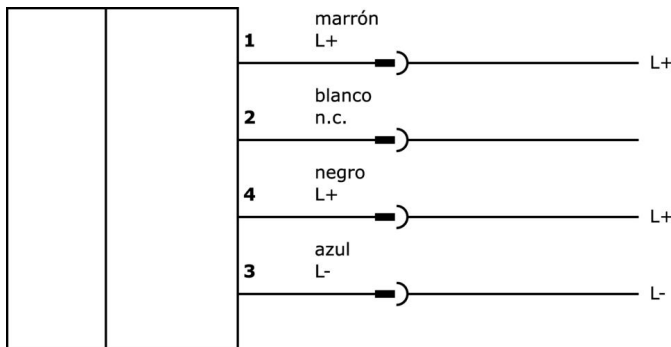 marrón
1 L+
L+
blanco
2 n.c.
negro
4 L+
L+
azul
3 L-
L-